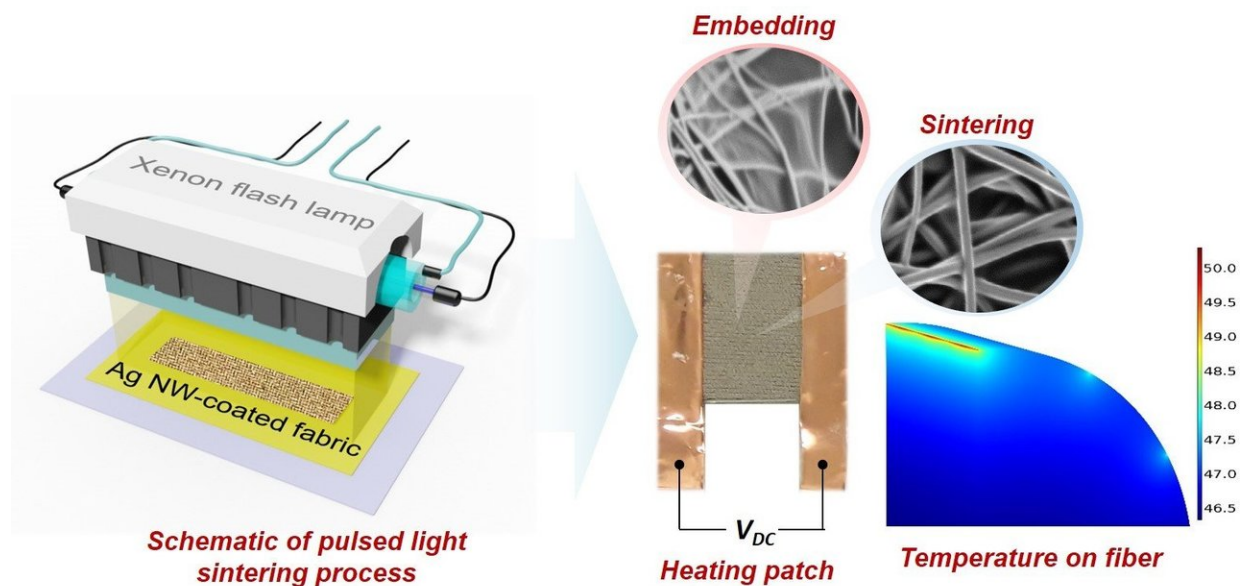 Embedding
Sintering
Xenon flash lamp
Ag NW-coated fabric
Schematic of pulsed light
sintering process
VDC
Heating patch
50.0
49.5
49.0
48.5
48.0
47.5
47.0
46.5
Temperature on fiber